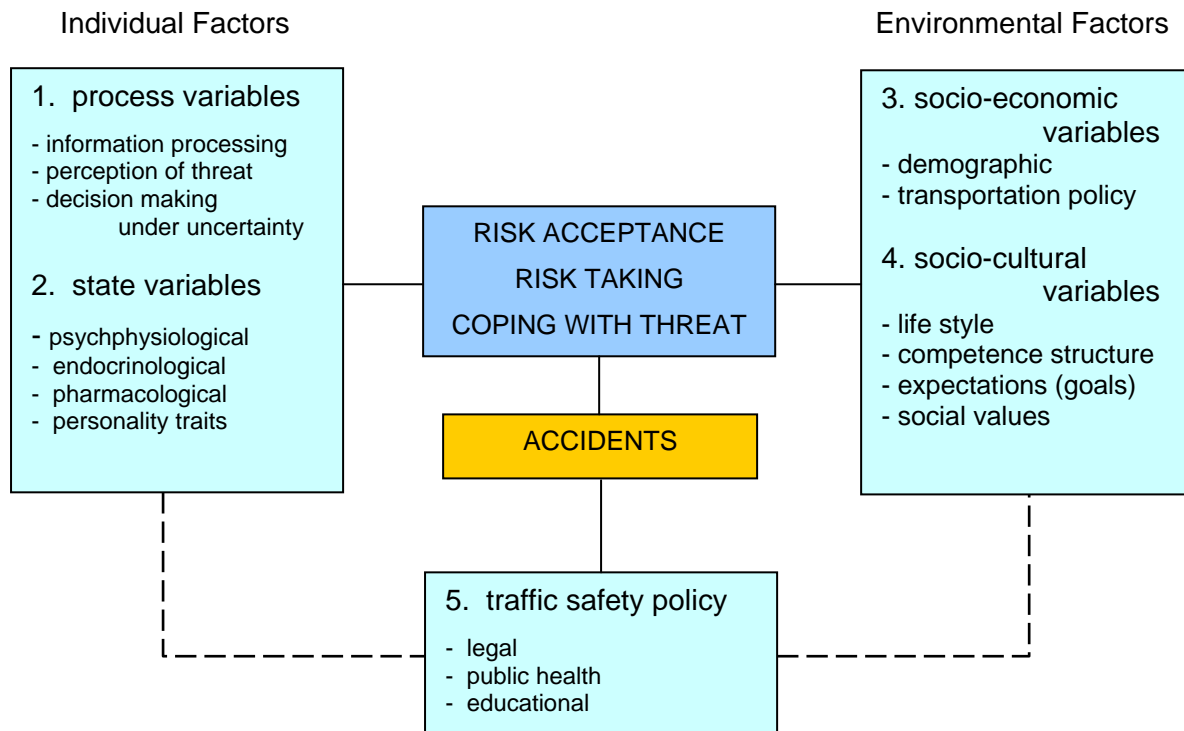 Individual Factors
Environmental Factors
1. process variables
- information processing
- perception of threat
- decision making
under uncertainty
2. state variables
- psychphysiological
- endocrinological
- pharmacological
- personality traits
RISK ACCEPTANCE
RISK TAKING
COPING WITH THREAT
ACCIDENTS
3. socio-economic
variables
- demographic
- transportation policy
4. socio-cultural
variables
- life style
- competence structure
- expectations (goals)
- social values
5. traffic safety policy
- legal
- public health
- educational